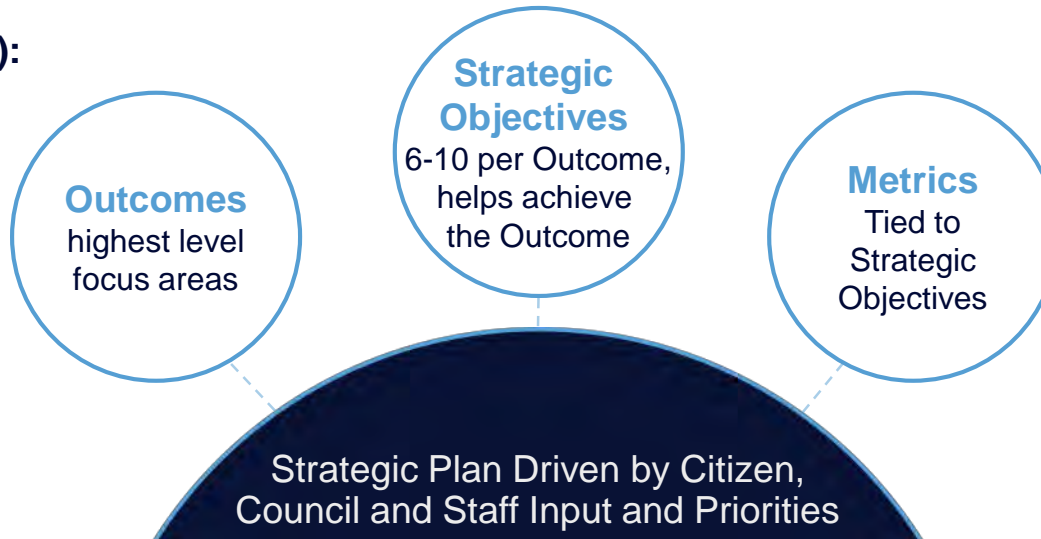 ):
Outcomes
highest level
focus areas
Strategic
Objectives
6-10 per Outcome,
helps achieve
the Outcome
Metrics
Tied to
Strategic
Objectives
Strategic Plan Driven by Citizen,
Council and Staff Input and Priorities